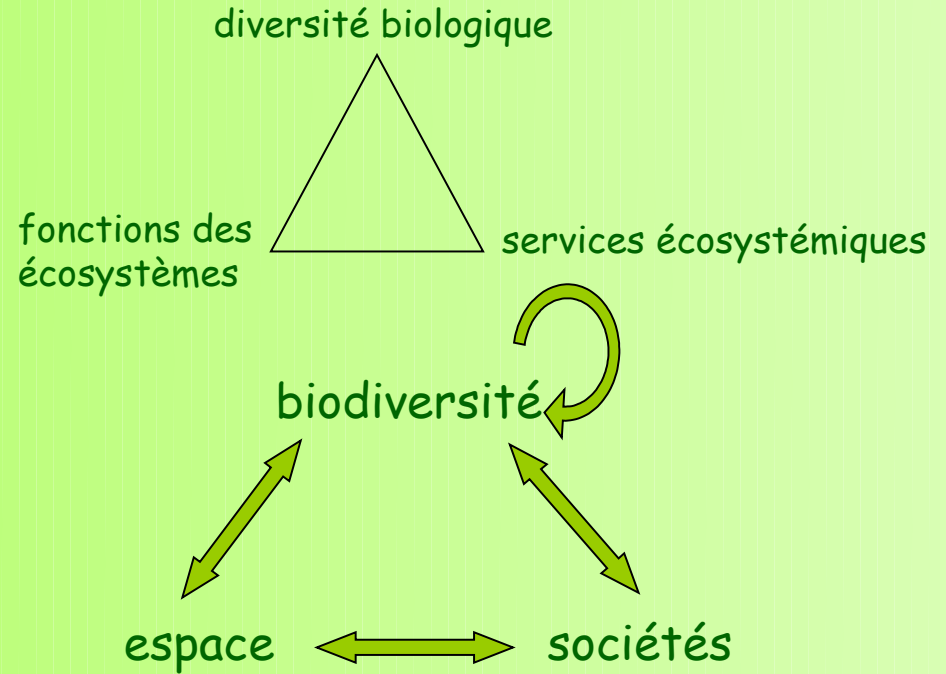 diversité biologique
fonctions des
écosystèmes
services écosystémiques
biodiversité
espace
sociétés